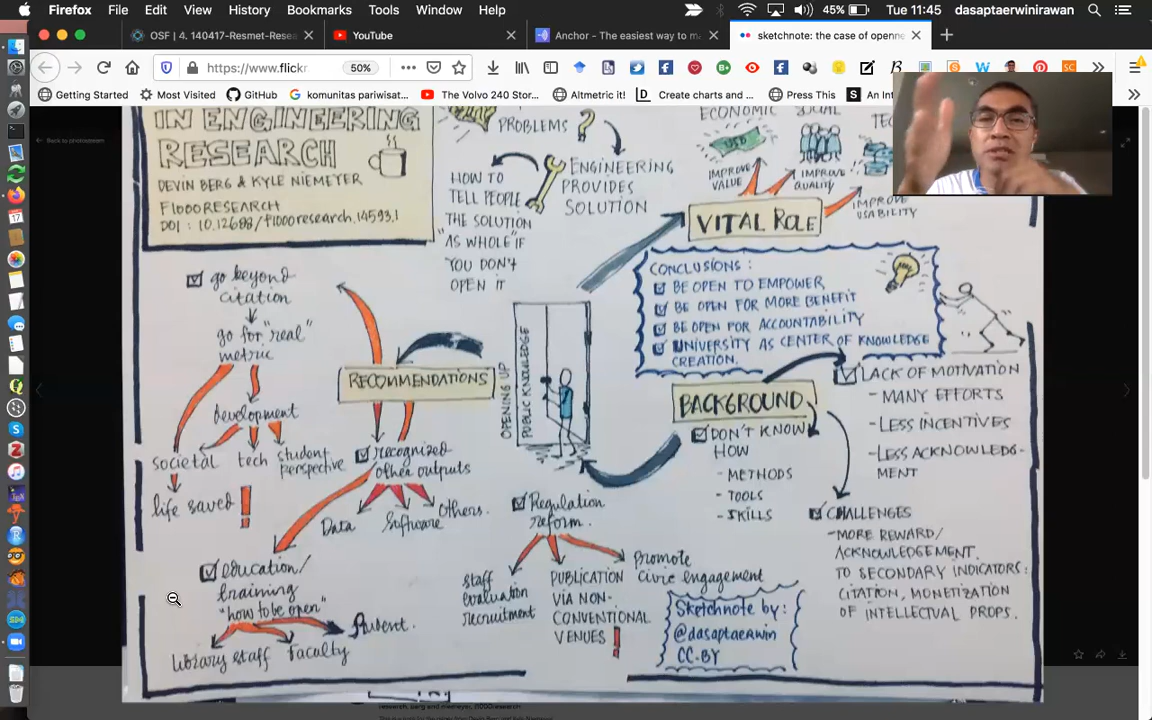 Firefox File Edit View History Bookmarks Tools Window Help
45% Tue 11:45 dasaptaerwinirawan
OSF | 4. 140417-Resmet-Resea
YouTube
Anchor - The easiest way to ma
sketchnote: the case of openne
https://www.flickr
50%
Getting Started
Most Visited
GitHub
komunitas pariwisat...
The Volvo 240 Stor...
Altmetric it!
Create charts and ...
Press This
An Int
Back to photostream
IN ENGINEERING
RESEARCH
DEVIN BERG & KYLE NIEMEYER
F1000RESEARCH
DOI : 10.12688/f1000research.14593.1
PROBLEMS ?
ENGINEERING
PROVIDES
SOLUTION
HOW TO
TELL PEOPLE
THE SOLUTION
"AS WHOLE" IF
YOU DON'T
OPEN IT
ECONOMIC
SOCIAL
USD
IMPROVE
VALUE
IMPROVE
QUALITY
IMPROVE
USABILITY
VITAL ROLE
CONCLUSIONS :
BE OPEN TO EMPOWER
BE OPEN FOR MORE BENEFIT
BE OPEN FOR ACCOUNTABILITY
UNIVERSITY AS CENTER OF KNOWLEDGE
CREATION.
go beyond
citation
go for "real"
metric
development
societal
tech
student
perspective
life saved !
RECOMMENDATIONS
recognized
other outputs
Data
Software
Others.
education/
training
"how to be open"
library staff
Faculty
Student.
OPENING UP
PUBLIC KNOWLEDGE
Regulation
reform.
staff
evaluation
recruitment
PUBLICATION
VIA NON-
CONVENTIONAL
VENUES !
Promote
civic engagement
BACKGROUND
DON'T KNOW
HOW
- METHODS
- TOOLS
- SKILLS
LACK OF MOTIVATION
- MANY EFFORTS
- LESS INCENTIVES
- LESS ACKNOWLEDG-
MENT
CHALLENGES
- MORE REWARD/
ACKNOWLEDGEMENT
TO SECONDARY INDICATORS:
CITATION, MONETIZATION
OF INTELLECTUAL PROPS.
Sketchnote by:
@dasaptaerwin
CC-BY